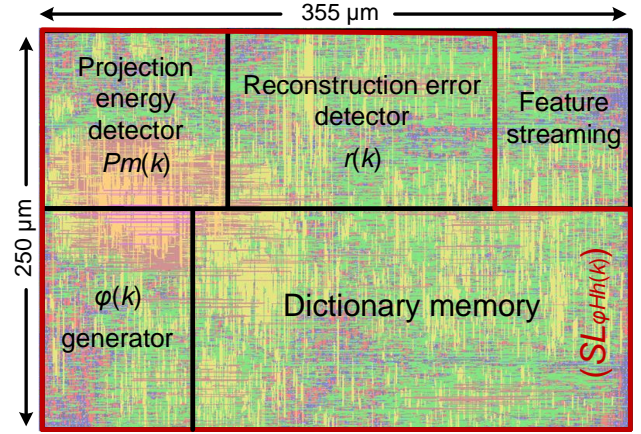 355 µm
250 µm
Projection
energy
detector
Pm(k)
Reconstruction error
detector
r(k)
Feature
streaming
φ(k)
generator
Dictionary memory
(SLφHh(k))